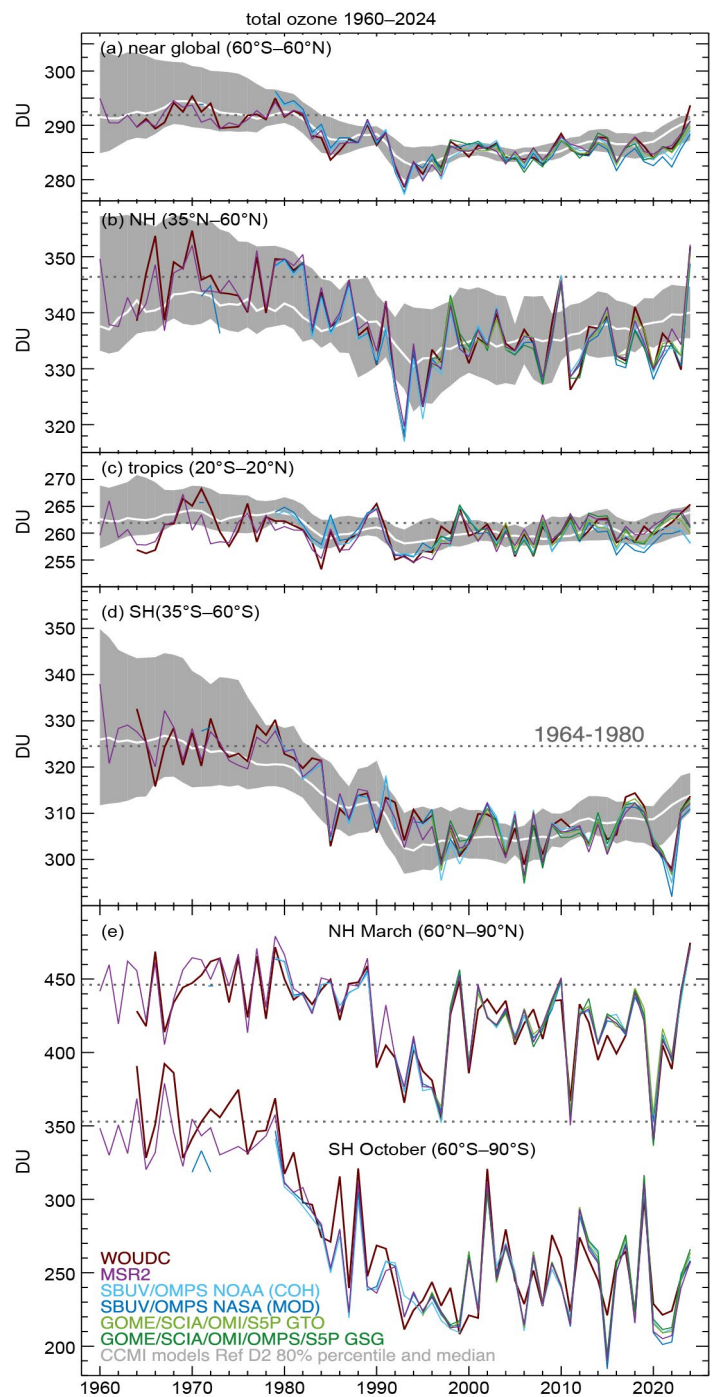 total ozone 1960–2024
(a) near global (60°S–60°N)
300
290
280
DU
(b) NH (35°N–60°N)
350
340
330
320
DU
(c) tropics (20°S–20°N)
270
265
260
255
DU
(d) SH(35°S–60°S)
350
340
330
320
310
300
DU
1964-1980
(e)
NH March (60°N–90°N)
450
400
350
300
250
200
DU
SH October (60°S–90°S)
WOUDC
MSR2
SBUV/OMPS NOAA (COH)
SBUV/OMPS NASA (MOD)
GOME/SCIA/OMI/S5P GTO
GOME/SCIA/OMI/OMPS/S5P GSG
CCMI models Ref D2 80% percentile and median
1960 1970 1980 1990 2000 2010 2020